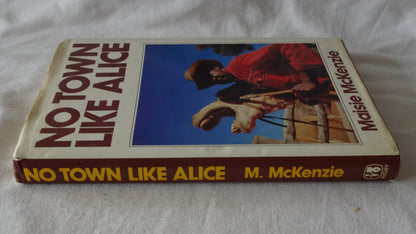 NO TOWN
LIKE ALICE
Maisie McKenzie
NO TOWN LIKE ALICE M. McKenzie